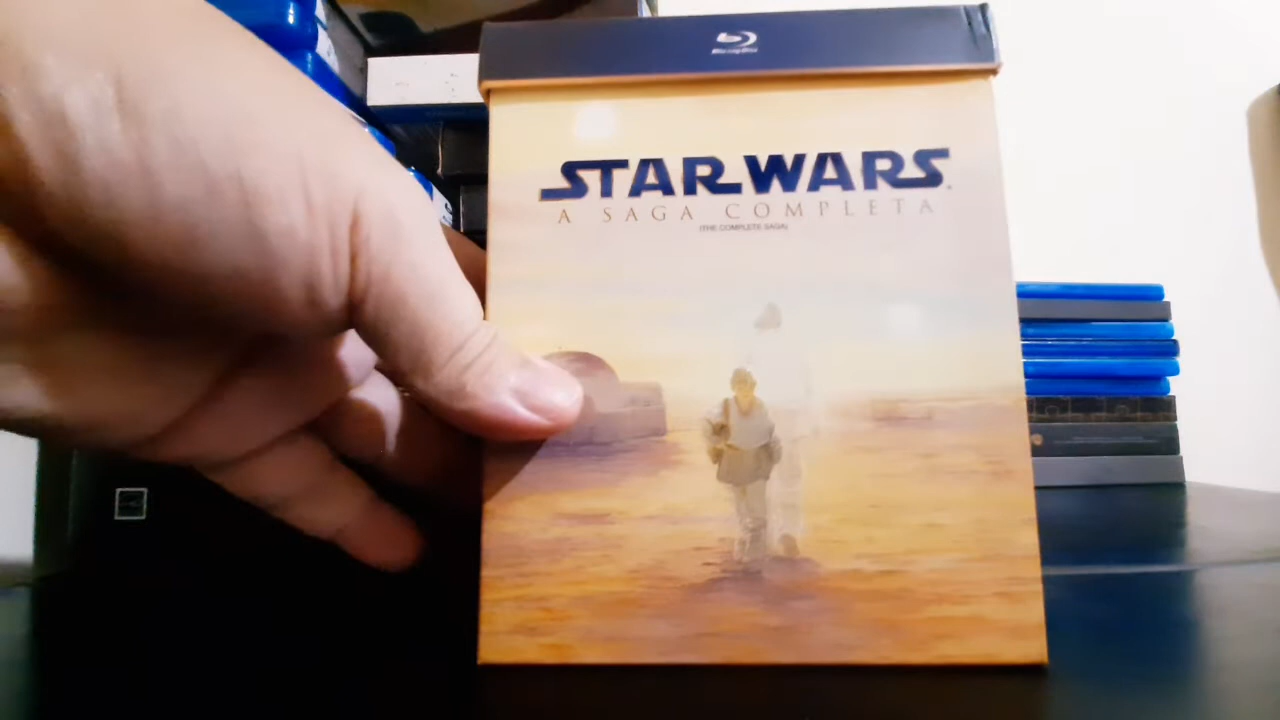 Blu-ray Disc
STAR WARS.
A SAGA COMPLETA
(THE COMPLETE SAGA)